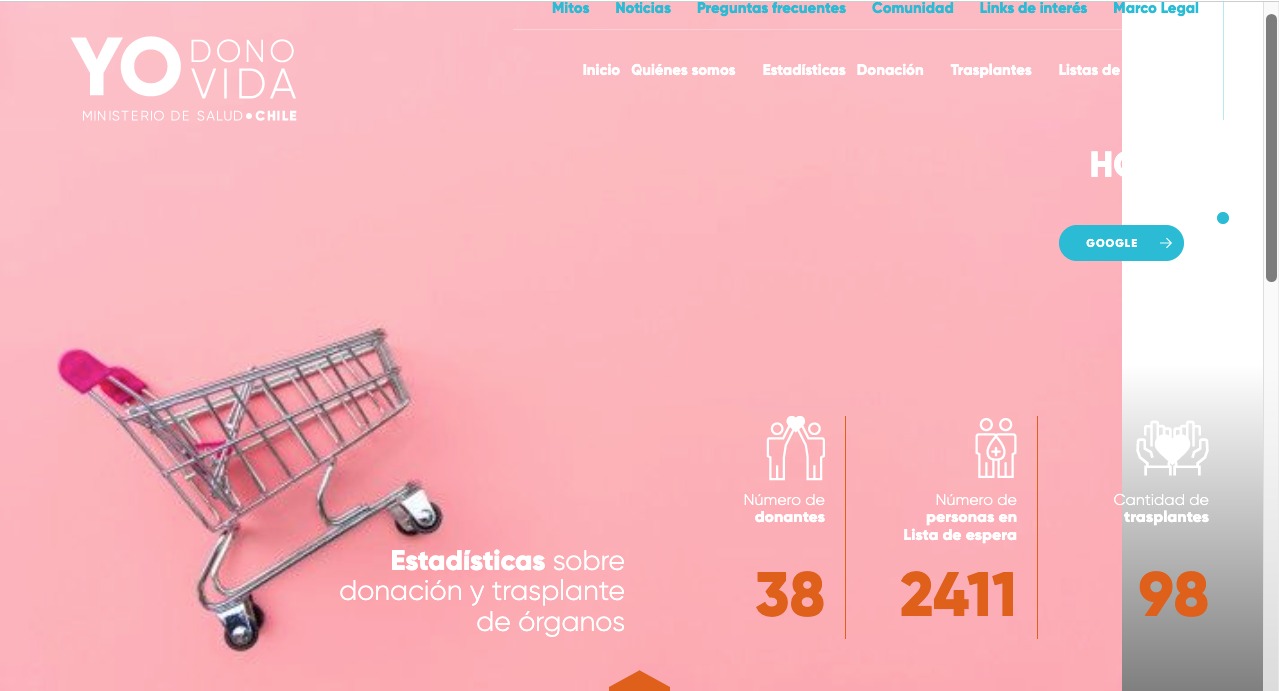 Mitos Noticias Preguntas frecuentes Comunidad Links de interés Marco Legal
YO DONO VIDA
MINISTERIO DE SALUD • CHILE
Inicio Quiénes somos Estadísticas Donación Trasplantes Listas de
GOOGLE
Estadísticas sobre
donación y trasplante
de órganos
Número de
donantes
38
Número de
personas en
Lista de espera
2411
Cantidad de
trasplantes
98